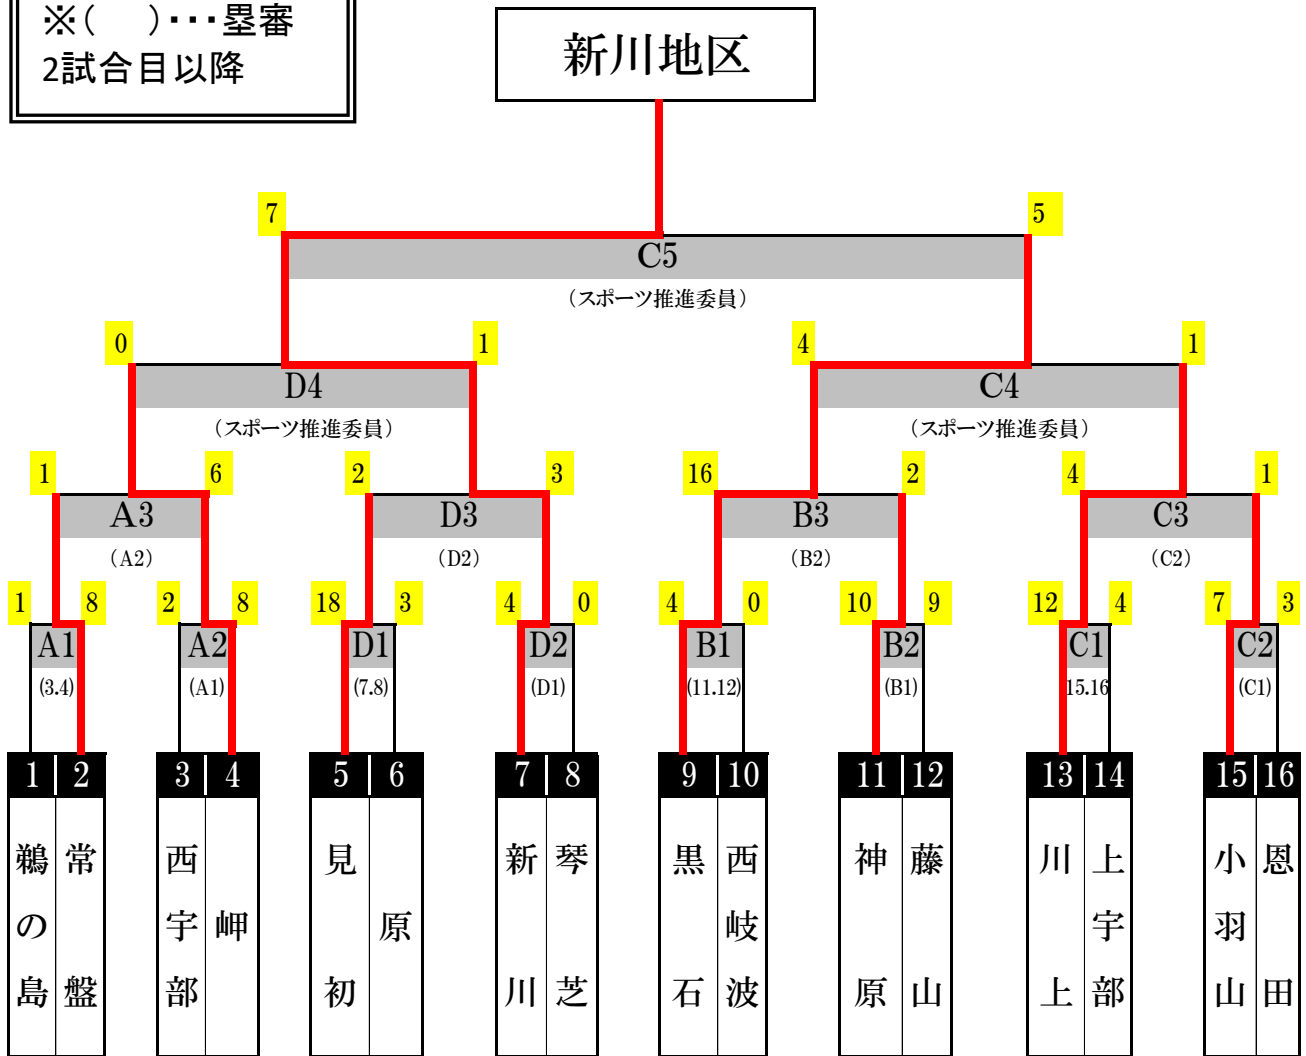 ※(　)･･･塁審
2試合目以降
新川地区
7 5
C5
（スポーツ推進委員）
0 1 4 1
D4 C4
（スポーツ推進委員） （スポーツ推進委員）
1 6 2 3 16 2 4 1
A3 D3 B3 C3
（A2） （D2） （B2） （C2）
1 8 2 8 18 3 4 0 4 0 10 9 12 4 7 3
A1 A2 D1 D2 B1 B2 C1 C2
(3.4) (A1) (7.8) (D1) (11.12) (B1) 15.16 (C1)
1 2 3 4 5 6 7 8 9 10 11 12 13 14 15 16
鵜の島
常盤
西宇部
岬
見初
原
新川
琴芝
黒石
西岐波
神原
藤山
川上
上宇部
小羽山
恩田